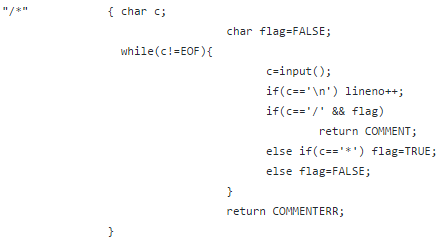 "/*" { char c;
char flag=FALSE;
while(c!=EOF){
c=input();
if(c=='\n') lineno++;
if(c=='/' && flag)
return COMMENT;
else if(c=='*') flag=TRUE;
else flag=FALSE;
}
return COMMENTERR;
}